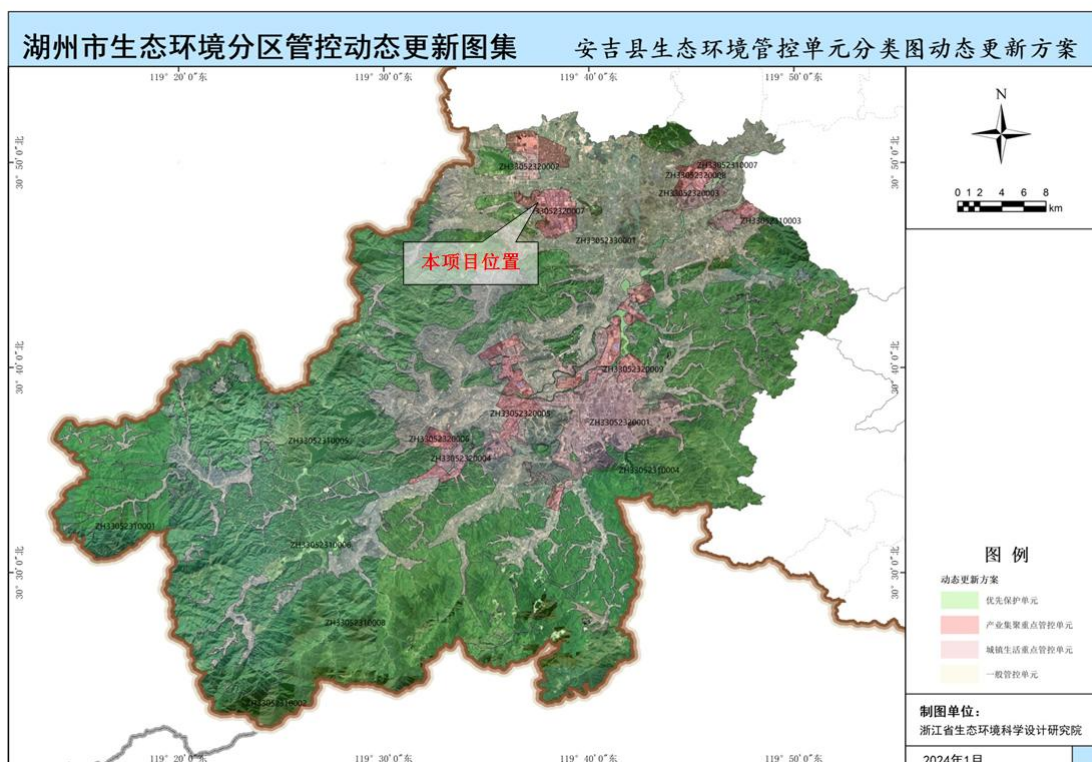 湖州市生态环境分区管控动态更新图集
安吉县生态环境管控单元分类图动态更新方案
119° 20'0"东
119° 30'0"东
119° 40'0"东
119° 50'0"东
N
0 1 2 4 6 8
km
30° 50'0"北
30° 50'0"北
ZH33052320002
ZH33052310007
ZH33052320008
ZH33052320003
ZH33052320007
ZH33052310003
ZH33052330001
本项目位置
30° 40'0"北
30° 40'0"北
ZH33052320009
ZH33052320005
ZH33052320001
ZH33052310005
ZH33052320006
ZH33052320004
ZH33052310004
ZH33052310001
ZH33052310006
30° 30'0"北
30° 30'0"北
ZH33052310008
ZH33052310002
图 例
动态更新方案
优先保护单元
产业集聚重点管控单元
城镇生活重点管控单元
一般管控单元
制图单位：
浙江省生态环境科学设计研究院
2024年1月
119° 20'0"东
119° 30'0"东
119° 40'0"东
119° 50'0"东